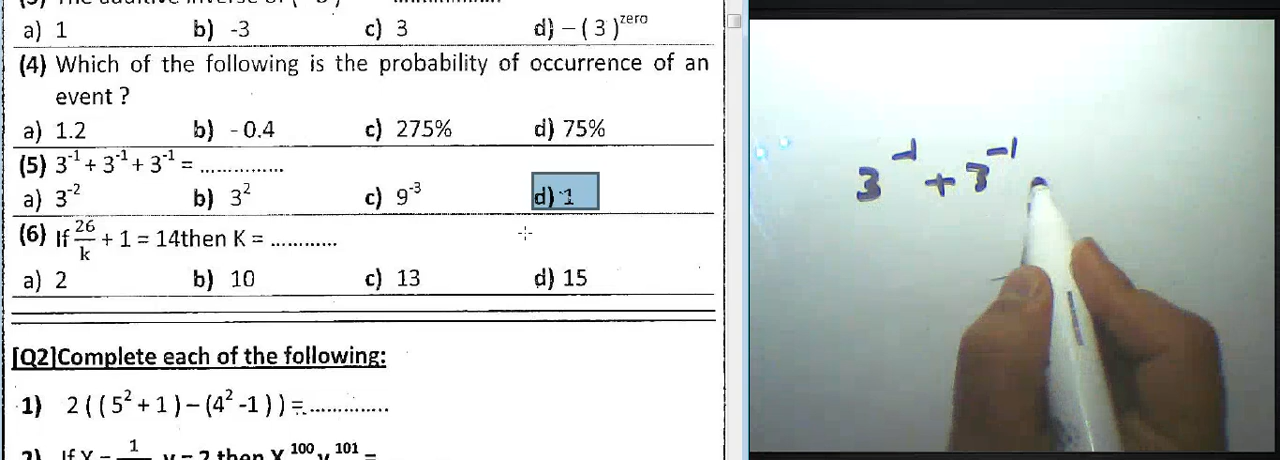 a) 1 b) -3 c) 3 d) – ( 3 )^zero
(4) Which of the following is the probability of occurrence of an
event ?
a) 1.2 b) - 0.4 c) 275% d) 75%
(5) 3^-1 + 3^-1 + 3^-1 = ...............
a) 3^-2 b) 3^2 c) 9^-3 d) 1
(6) If 26/k + 1 = 14then K = ............
a) 2 b) 10 c) 13 d) 15
[Q2]Complete each of the following:
1) 2 ( ( 5^2 + 1 ) – (4^2 -1 ) ) = ..............
3^-1 + 3^-1